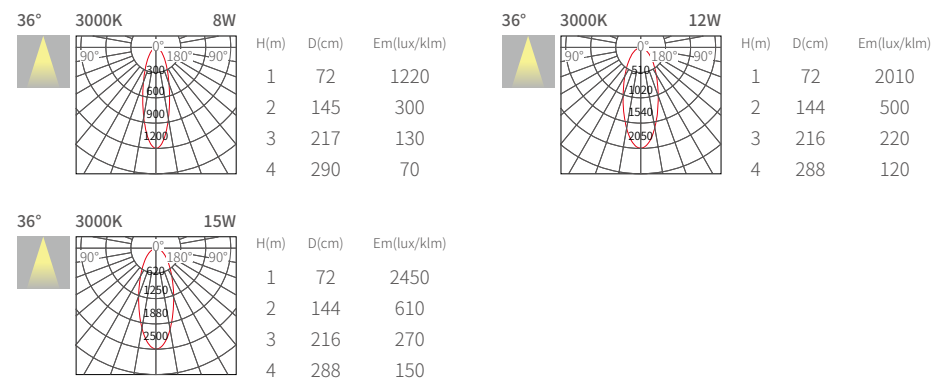 36° 3000K 8W
H(m) D(cm) Em(lux/klm)
0°
90° 180° 90°
300
600
900
1200
1 72 1220
2 145 300
3 217 130
4 290 70
36° 3000K 12W
H(m) D(cm) Em(lux/klm)
0°
90° 180° 90°
510
1020
1540
2050
1 72 2010
2 144 500
3 216 220
4 288 120
36° 3000K 15W
H(m) D(cm) Em(lux/klm)
0°
90° 180° 90°
620
1250
1880
2500
1 72 2450
2 144 610
3 216 270
4 288 150